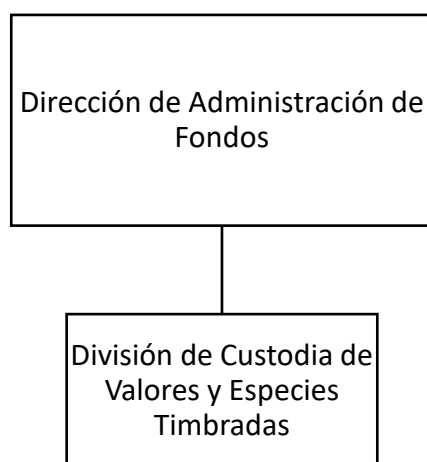 Dirección de Administración de
Fondos
División de Custodia de
Valores y Especies
Timbradas